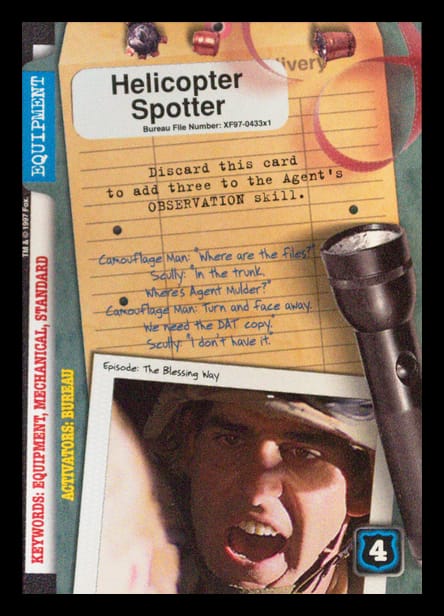 livery
Helicopter
Spotter
Bureau File Number: XF97-0433x1
EQUIPMENT
Discard this card
to add three to the Agent's
OBSERVATION skill.
TM & © 1997 Fox.
Camouflage Man: "Where are the files?"
Scully: "In the trunk.
Where's Agent Mulder?"
Camouflage Man: Turn and face away.
We need the DAT copy."
Scully: "I don't have it."
KEYWORDS: EQUIPMENT, MECHANICAL, STANDARD
ACTIVATORS: BUREAU
Episode: The Blessing Way
4